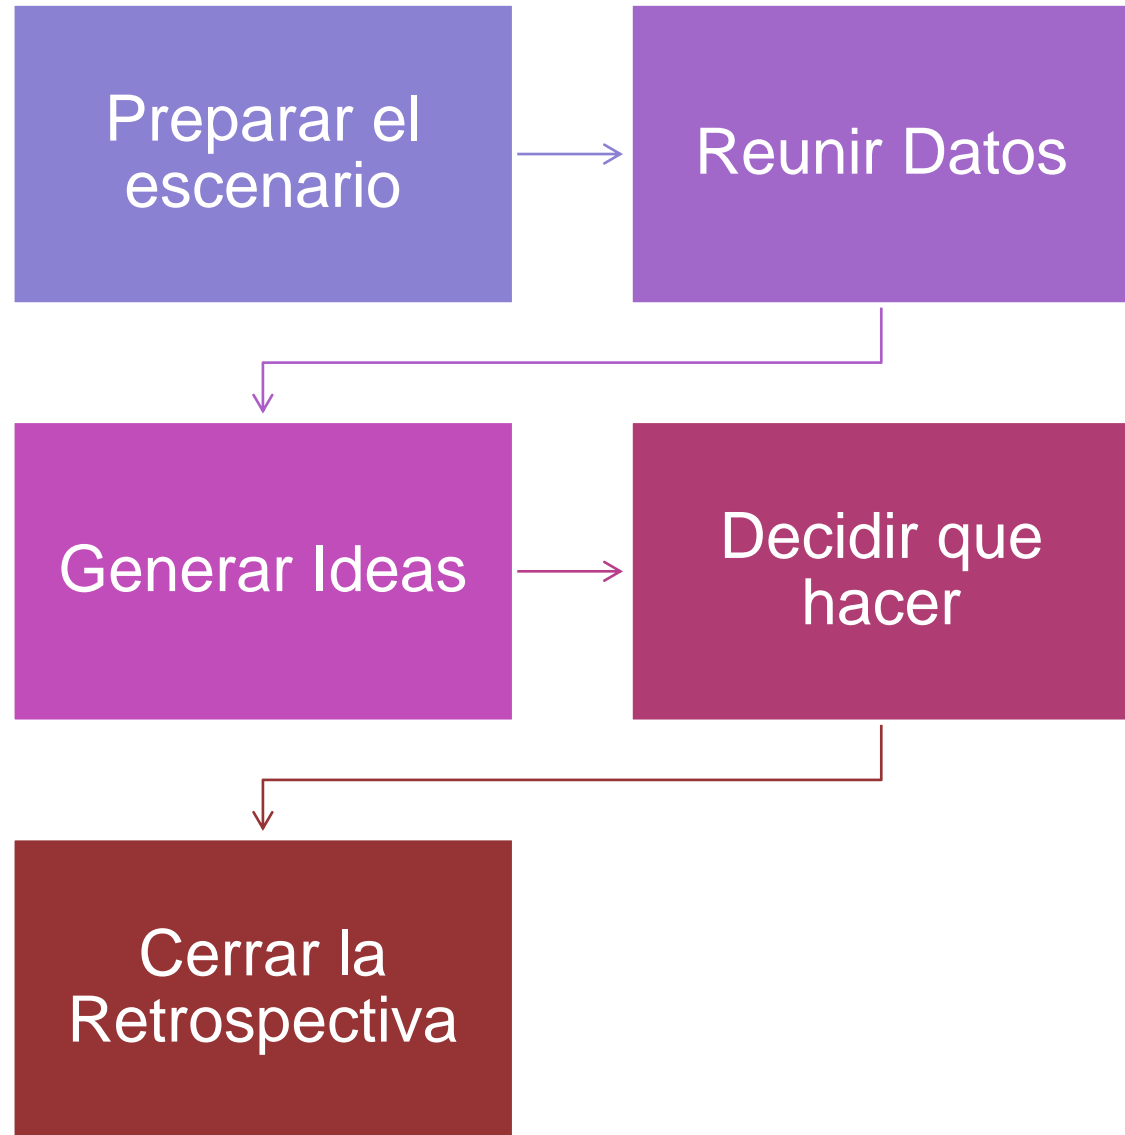 Preparar el
escenario
Reunir Datos
Generar Ideas
Decidir que
hacer
Cerrar la
Retrospectiva